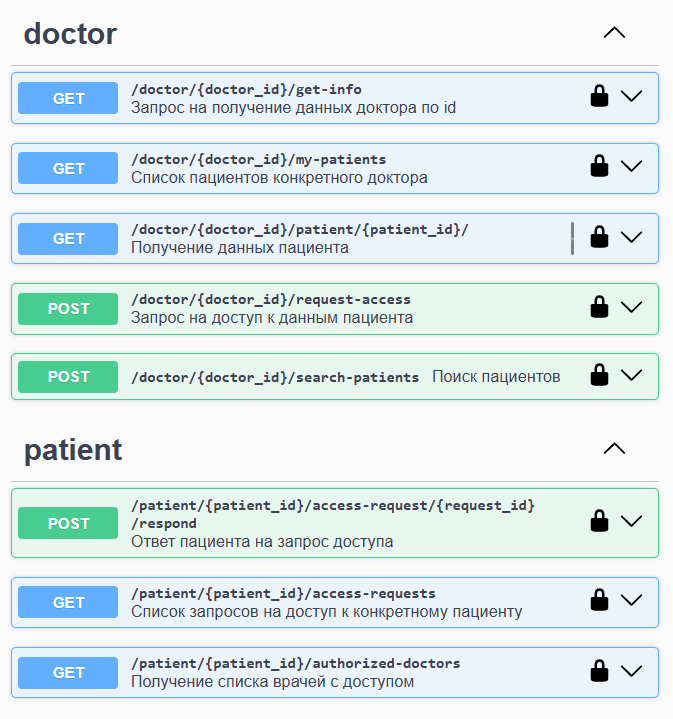 doctor
GET
/doctor/{doctor_id}/get-info
Запрос на получение данных доктора по id
GET
/doctor/{doctor_id}/my-patients
Список пациентов конкретного доктора
GET
/doctor/{doctor_id}/patient/{patient_id}/
Получение данных пациента
POST
/doctor/{doctor_id}/request-access
Запрос на доступ к данным пациента
POST
/doctor/{doctor_id}/search-patients Поиск пациентов
patient
POST
/patient/{patient_id}/access-request/{request_id}
/respond
Ответ пациента на запрос доступа
GET
/patient/{patient_id}/access-requests
Список запросов на доступ к конкретному пациенту
GET
/patient/{patient_id}/authorized-doctors
Получение списка врачей с доступом